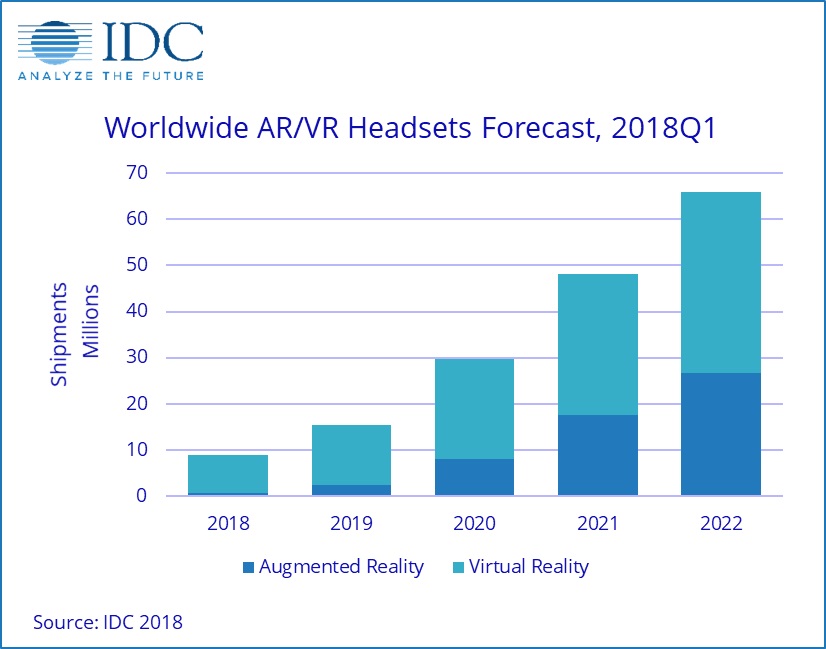 IDC
ANALYZE THE FUTURE
Worldwide AR/VR Headsets Forecast, 2018Q1
Shipments
Millions
70
60
50
40
30
20
10
0
2018 2019 2020 2021 2022
Augmented Reality Virtual Reality
Source: IDC 2018